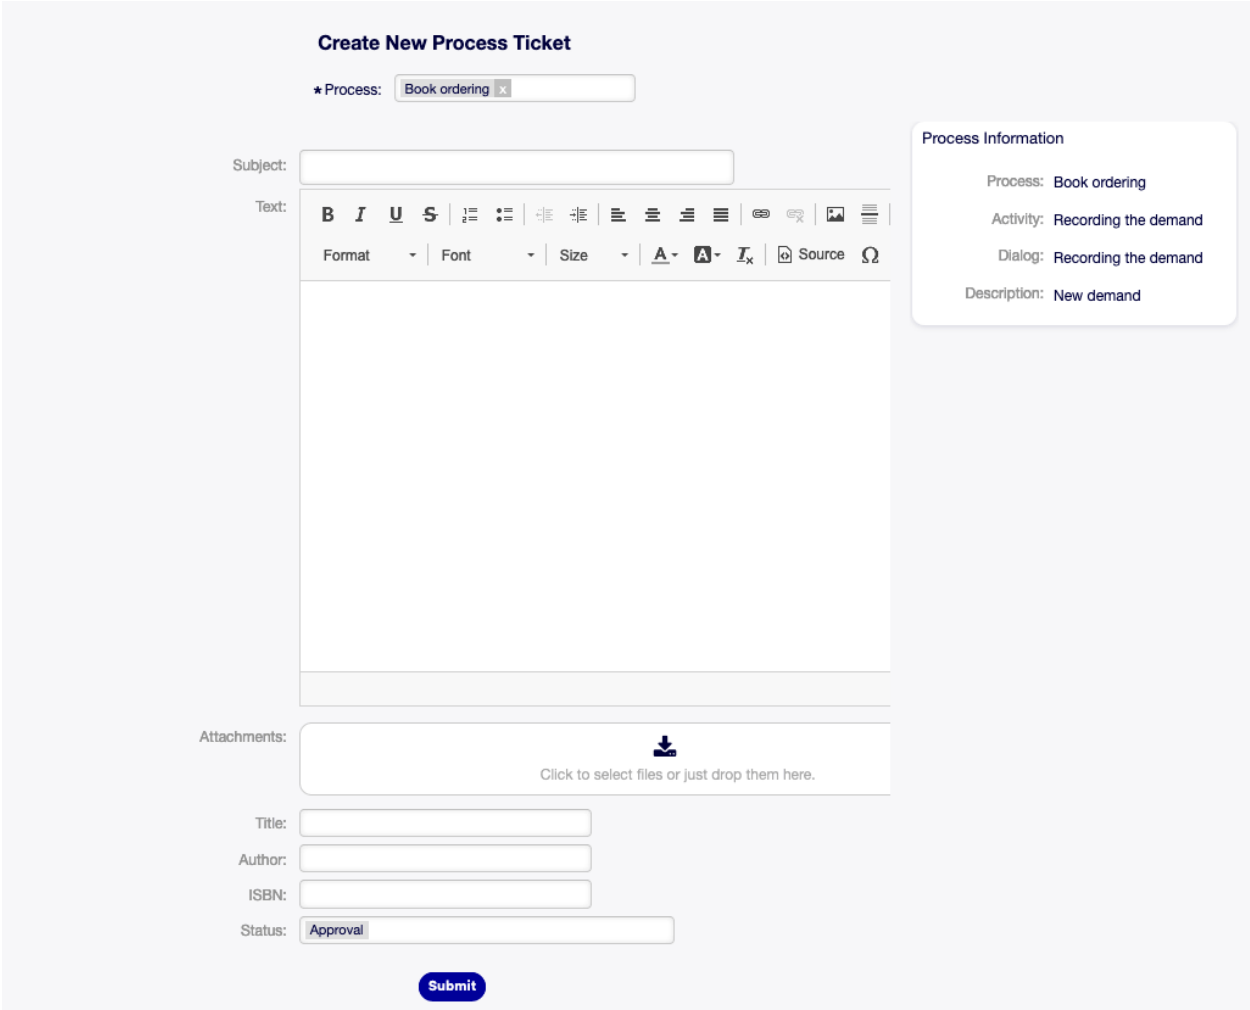 Create New Process Ticket
★ Process: Book ordering x
Process Information
Process: Book ordering
Activity: Recording the demand
Dialog: Recording the demand
Description: New demand
Subject:
Text:
B I U S
Format Font Size A A Tx Source Ω
Attachments:
Click to select files or just drop them here.
Title:
Author:
ISBN:
Status: Approval
Submit